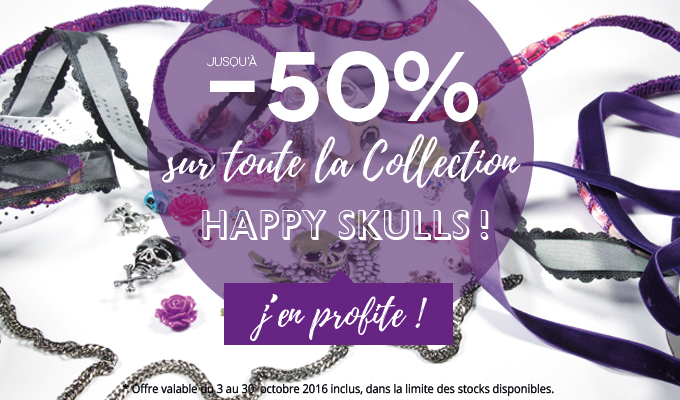 JUSQU'À
-50%
sur toute la Collection
HAPPY SKULLS !
j'en profite !
* Offre valable du 3 au 30 octobre 2016 inclus, dans la limite des stocks disponibles.